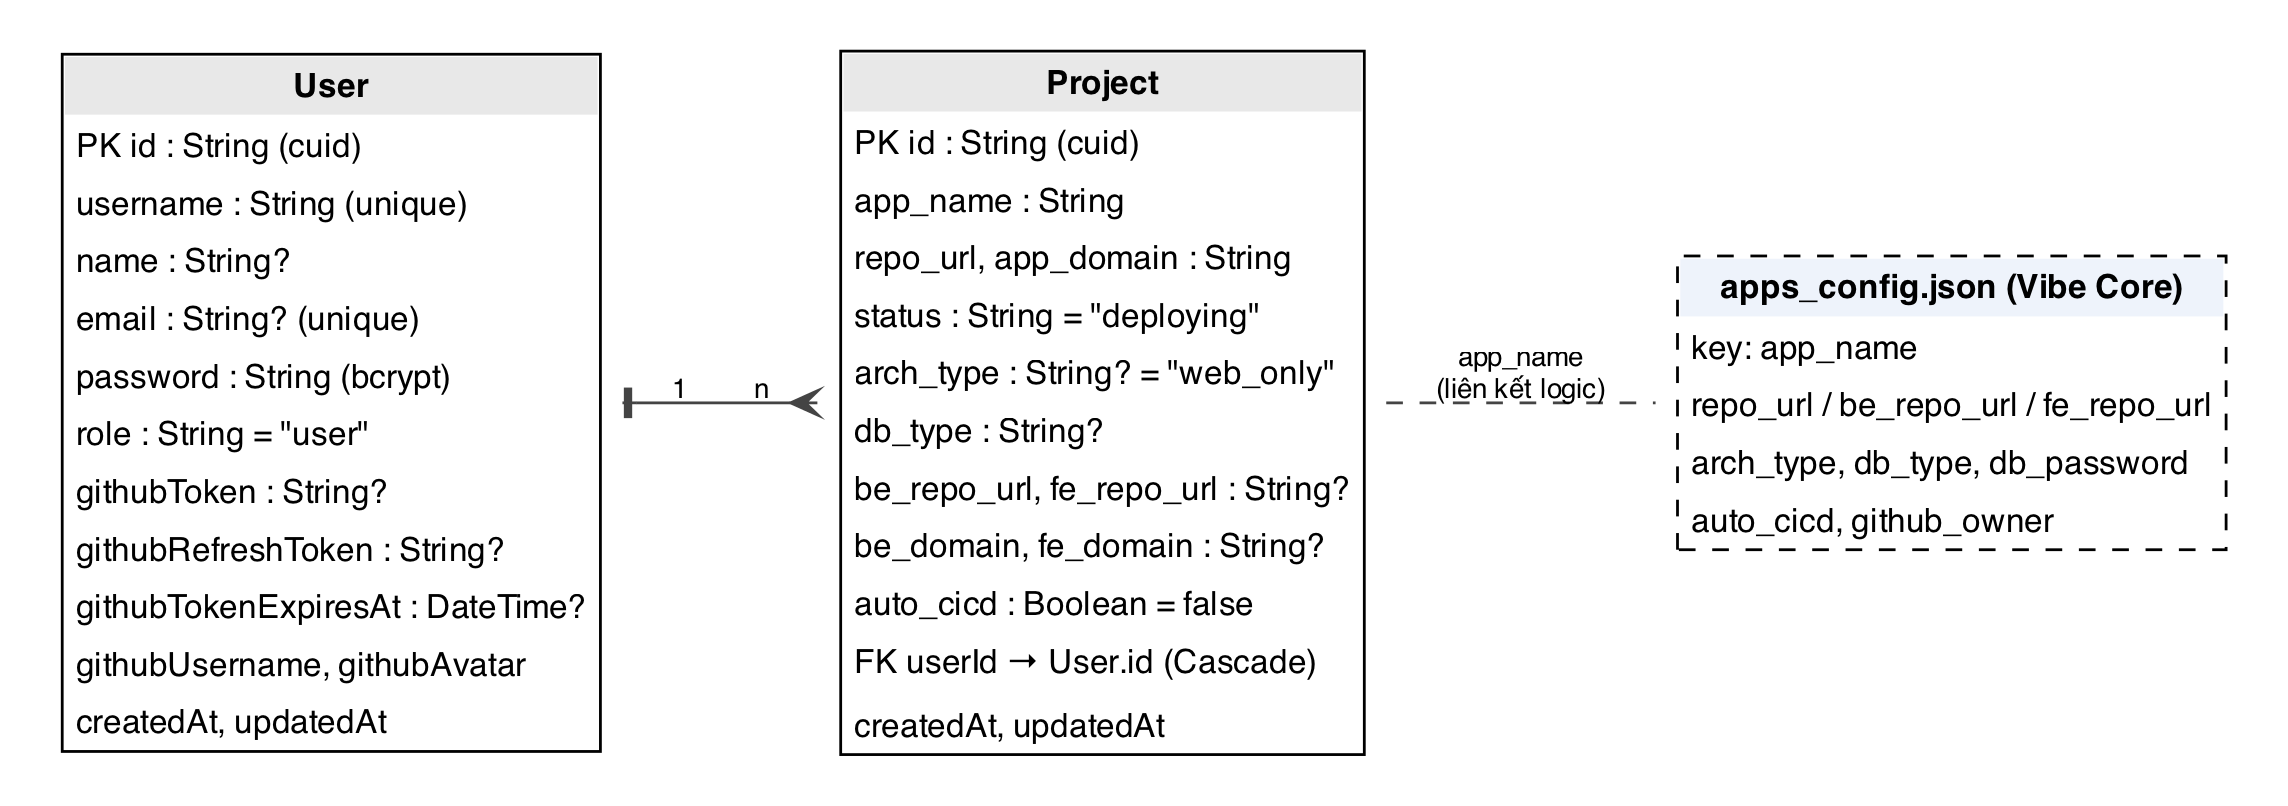 User
PK id : String (cuid)
username : String (unique)
name : String?
email : String? (unique)
password : String (bcrypt)
role : String = "user"
githubToken : String?
githubRefreshToken : String?
githubTokenExpiresAt : DateTime?
githubUsername, githubAvatar
createdAt, updatedAt
1
n
Project
PK id : String (cuid)
app_name : String
repo_url, app_domain : String
status : String = "deploying"
arch_type : String? = "web_only"
db_type : String?
be_repo_url, fe_repo_url : String?
be_domain, fe_domain : String?
auto_cicd : Boolean = false
FK userId → User.id (Cascade)
createdAt, updatedAt
app_name
(liên kết logic)
apps_config.json (Vibe Core)
key: app_name
repo_url / be_repo_url / fe_repo_url
arch_type, db_type, db_password
auto_cicd, github_owner